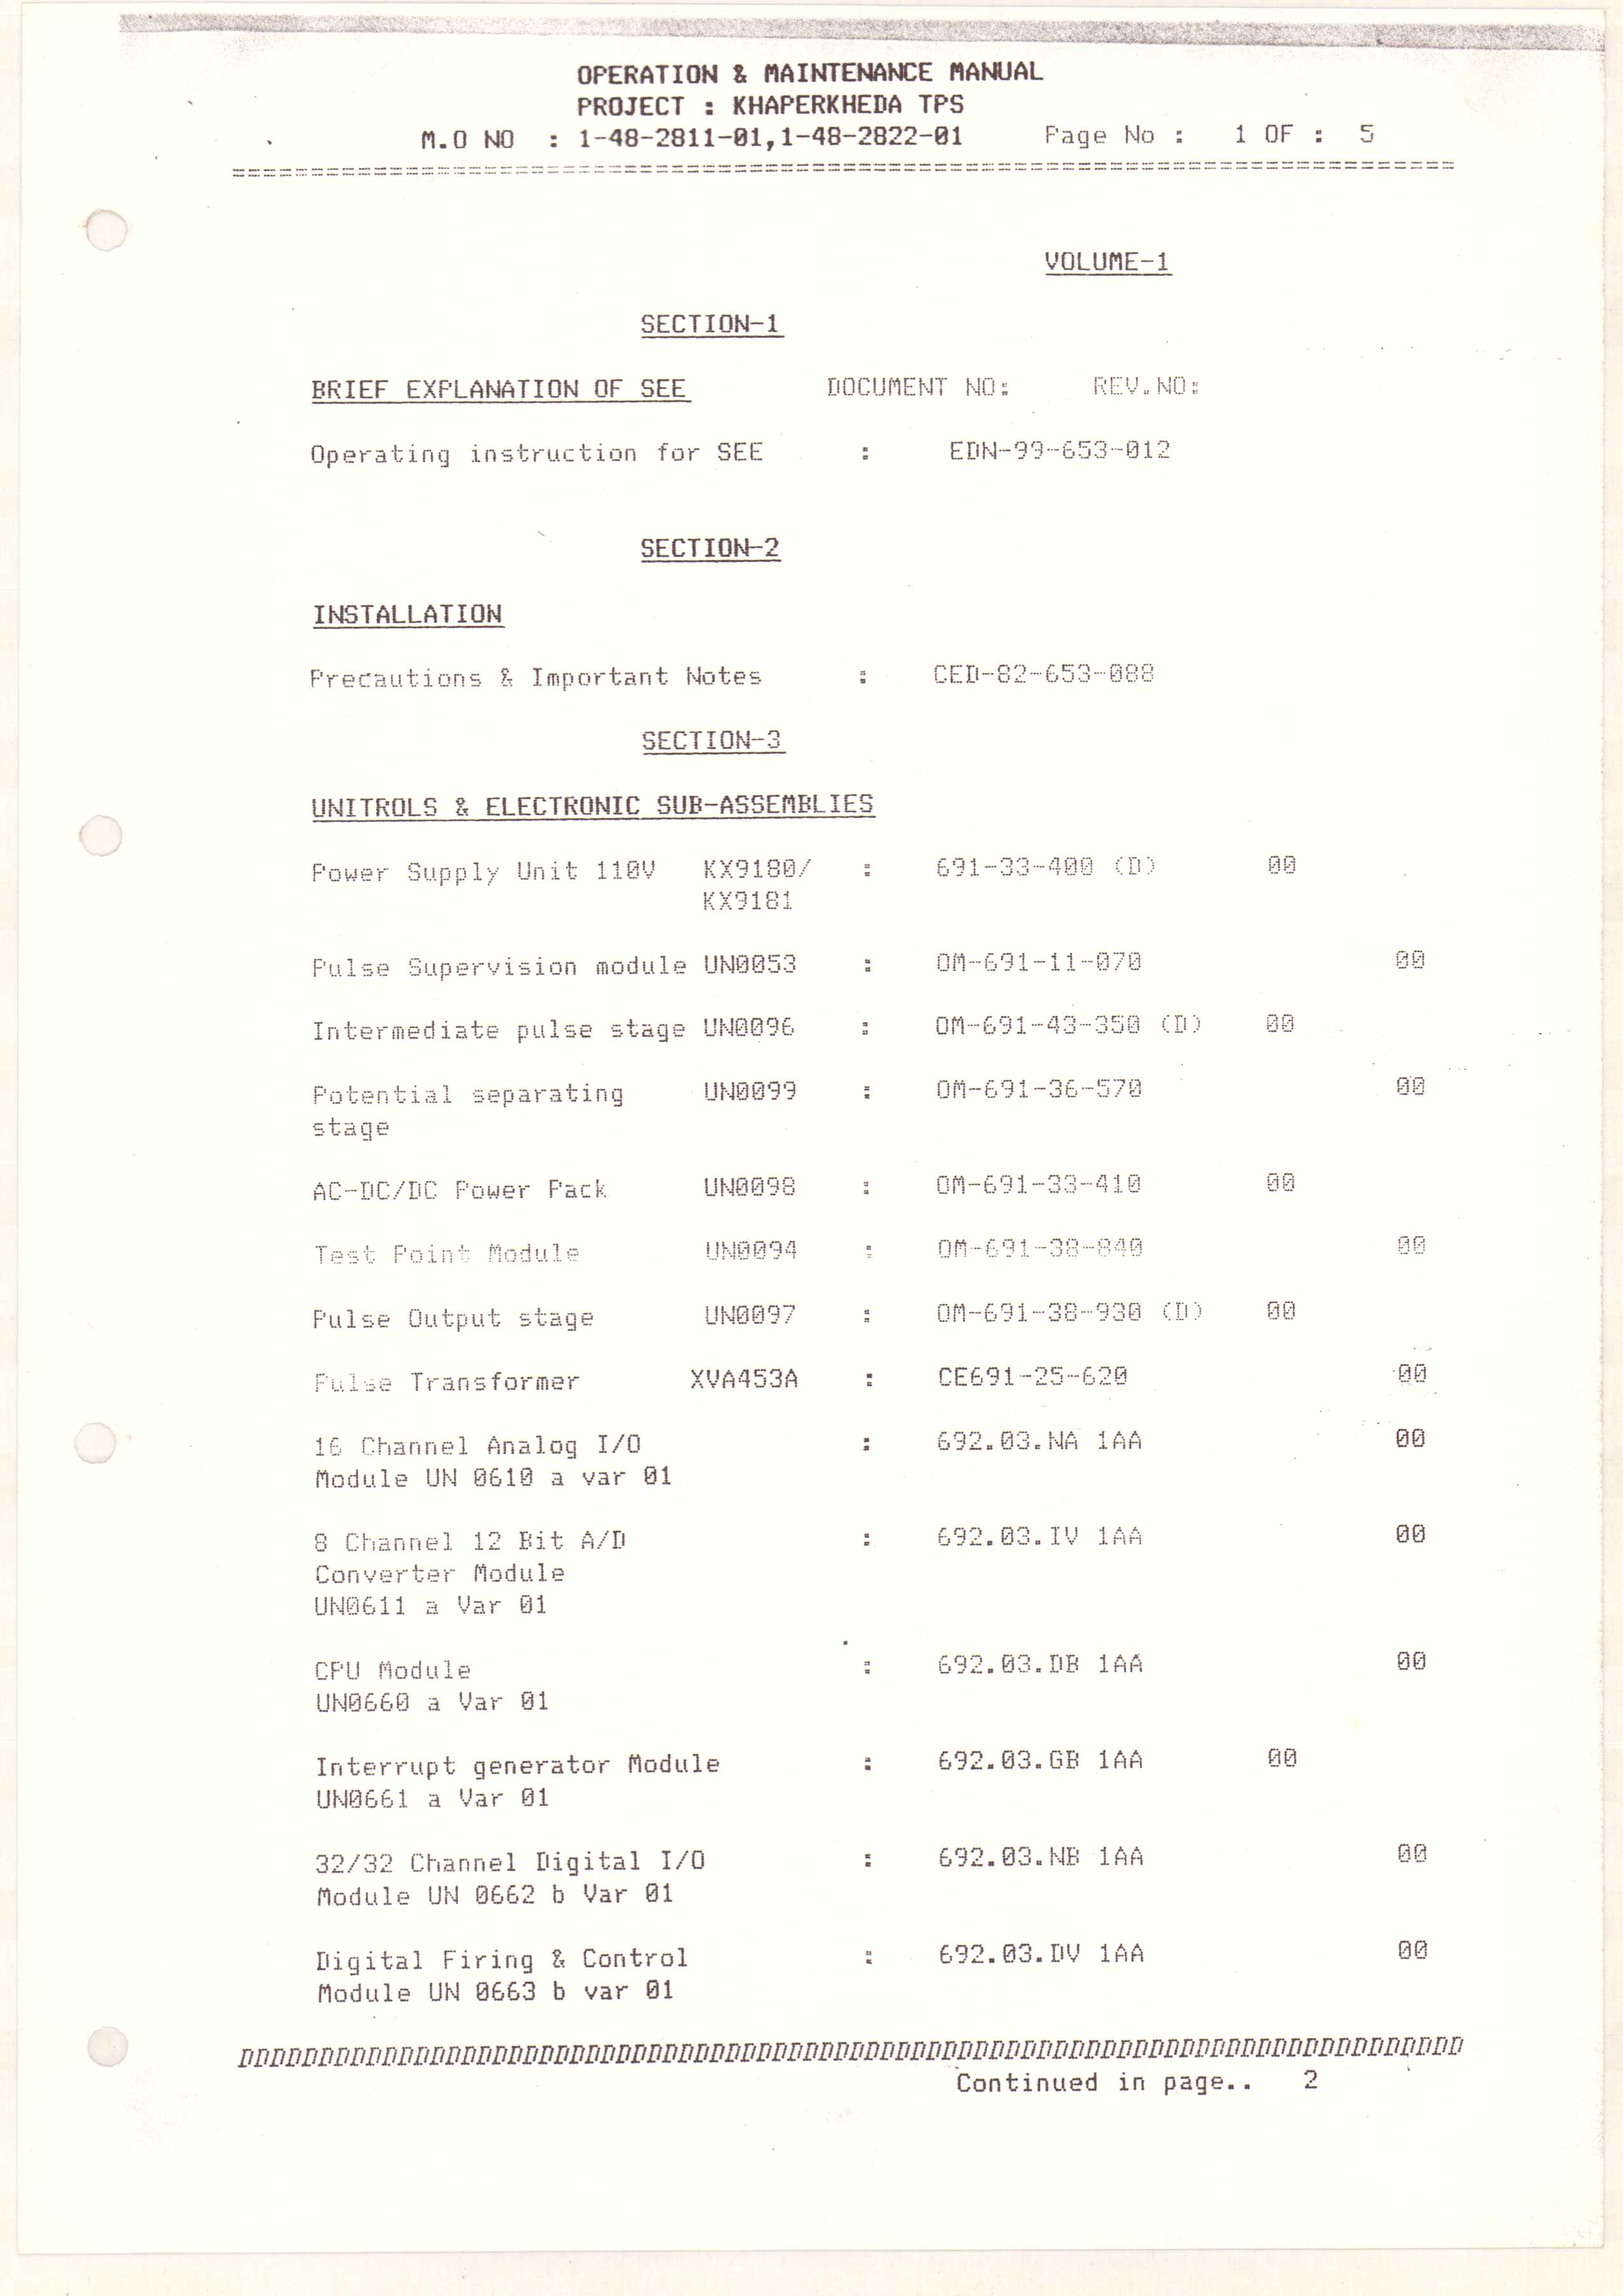 OPERATION & MAINTENANCE MANUAL
PROJECT : KHAPERKHEDA TPS
M.O NO : 1-48-2811-01,1-48-2822-01 Page No : 1 OF : 5
==============================================================================
VOLUME-1
SECTION-1
BRIEF EXPLANATION OF SEE DOCUMENT NO: REV.NO:
Operating instruction for SEE : EDN-99-653-012
SECTION-2
INSTALLATION
Precautions & Important Notes : CED-82-653-088
SECTION-3
UNITROLS & ELECTRONIC SUB-ASSEMBLIES
Power Supply Unit 110V KX9180/ : 691-33-400 (D) 00
KX9181
Pulse Supervision module UN0053 : OM-691-11-070 00
Intermediate pulse stage UN0096 : OM-691-43-350 (D) 00
Potential separating UN0099 : OM-691-36-570 00
stage
AC-DC/DC Power Pack UN0098 : OM-691-33-410 00
Test Point Module UN0094 : OM-691-38-840 00
Pulse Output stage UN0097 : OM-691-38-930 (D) 00
Pulse Transformer XVA453A : CE691-25-620 00
16 Channel Analog I/O : 692.03.NA 1AA 00
Module UN 0610 a var 01
8 Channel 12 Bit A/D : 692.03.IV 1AA 00
Converter Module
UN0611 a Var 01
CPU Module : 692.03.DB 1AA 00
UN0660 a Var 01
Interrupt generator Module : 692.03.GB 1AA 00
UN0661 a Var 01
32/32 Channel Digital I/O : 692.03.NB 1AA 00
Module UN 0662 b Var 01
Digital Firing & Control : 692.03.DV 1AA 00
Module UN 0663 b var 01
DDDDDDDDDDDDDDDDDDDDDDDDDDDDDDDDDDDDDDDDDDDDDDDDDDDDDDDDDDDDDDDDDDDDDDDDDDDDDD
Continued in page.. 2